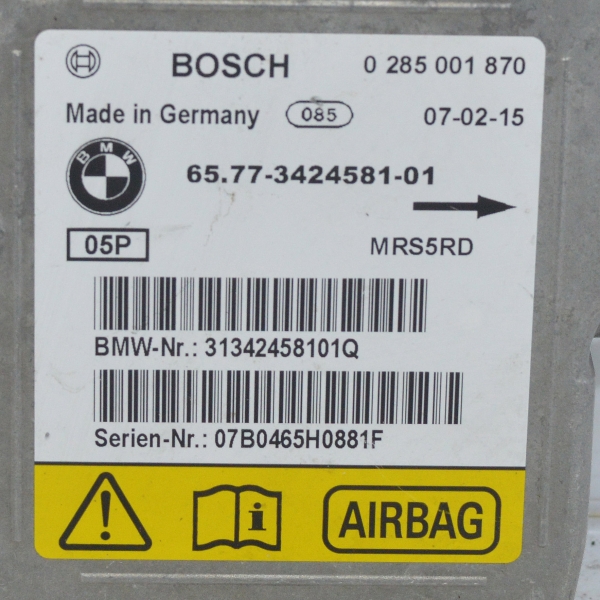 BOSCH 0 285 001 870
Made in Germany 085 07-02-15
BMW 65.77-3424581-01
05P MRS5RD
BMW-Nr.: 31342458101Q
Serien-Nr.: 07B0465H0881F
i AIRBAG